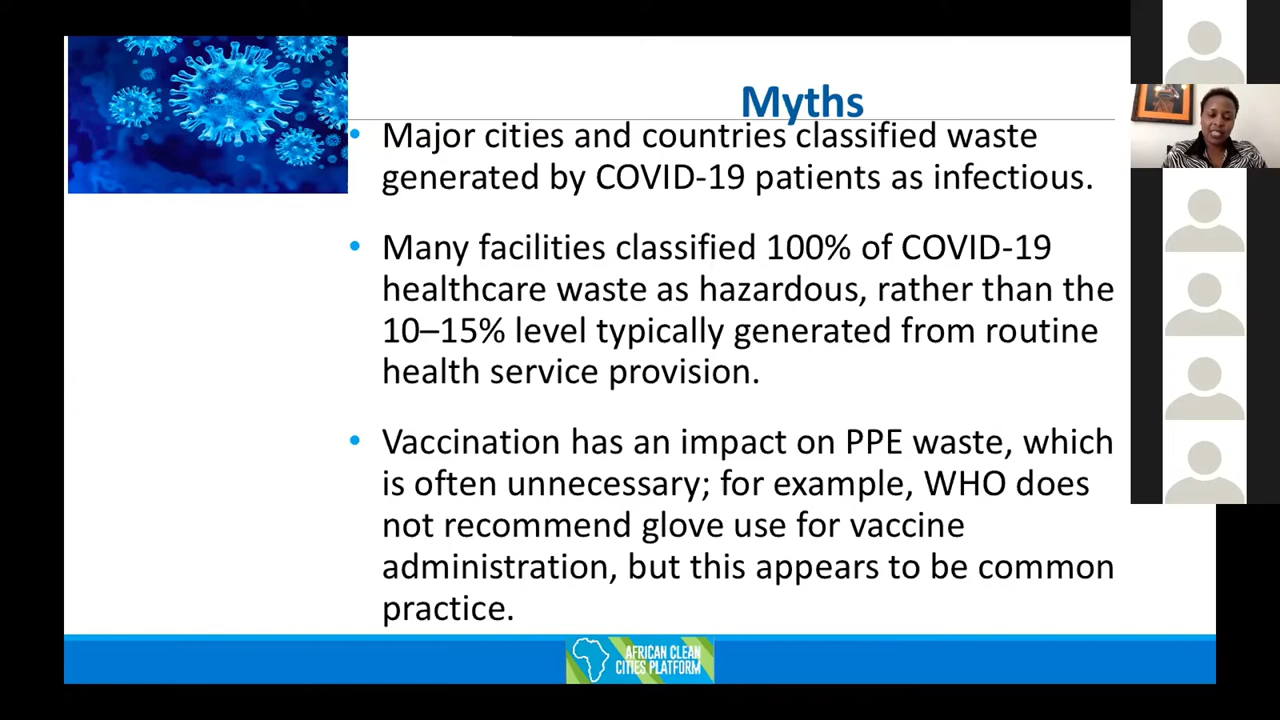 Myths
• Major cities and countries classified waste
generated by COVID-19 patients as infectious.
• Many facilities classified 100% of COVID-19
healthcare waste as hazardous, rather than the
10–15% level typically generated from routine
health service provision.
• Vaccination has an impact on PPE waste, which
is often unnecessary; for example, WHO does
not recommend glove use for vaccine
administration, but this appears to be common
practice.
AFRICAN CLEAN
CITIES PLATFORM